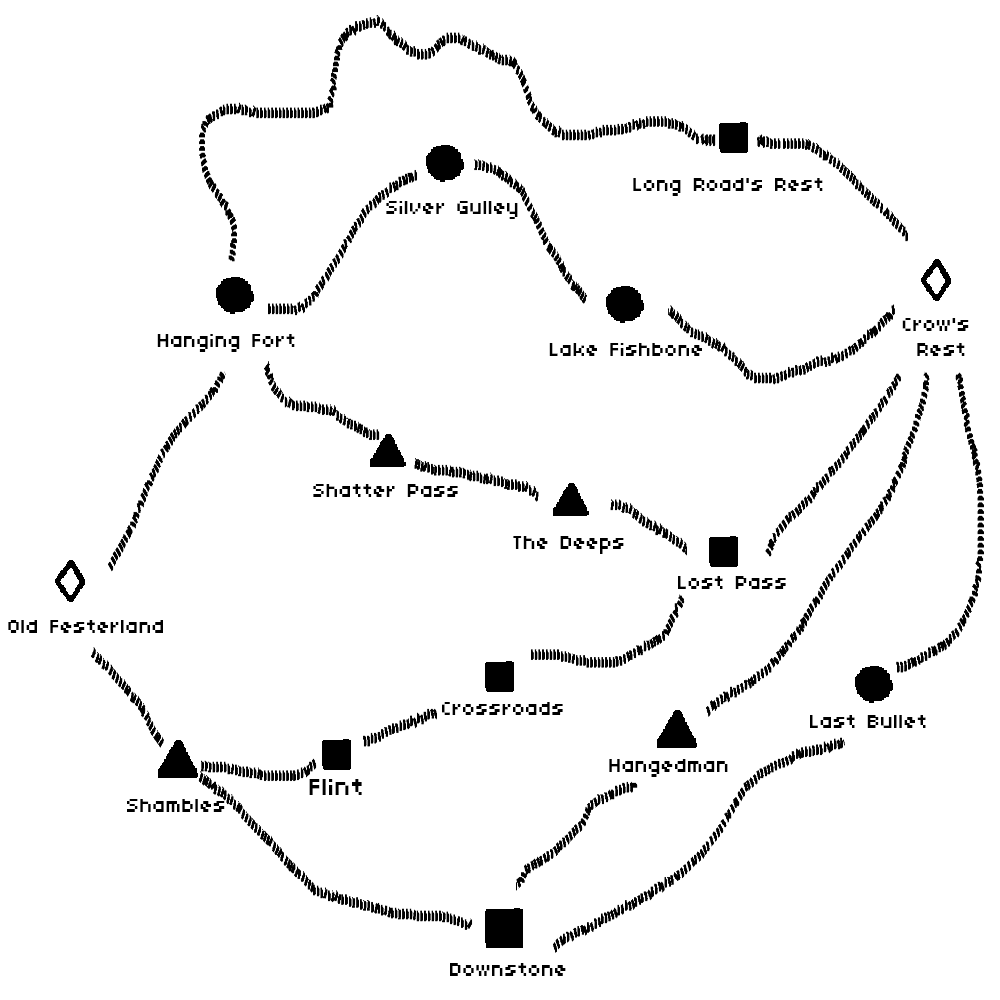 Long Road's Rest
Silver Gulley
Hanging Fort
Lake Fishbone
Crow's
Rest
Shatter Pass
The Deeps
Lost Pass
Old Festerland
Crossroads
Last Bullet
Hangedman
Flint
Shambles
Downstone